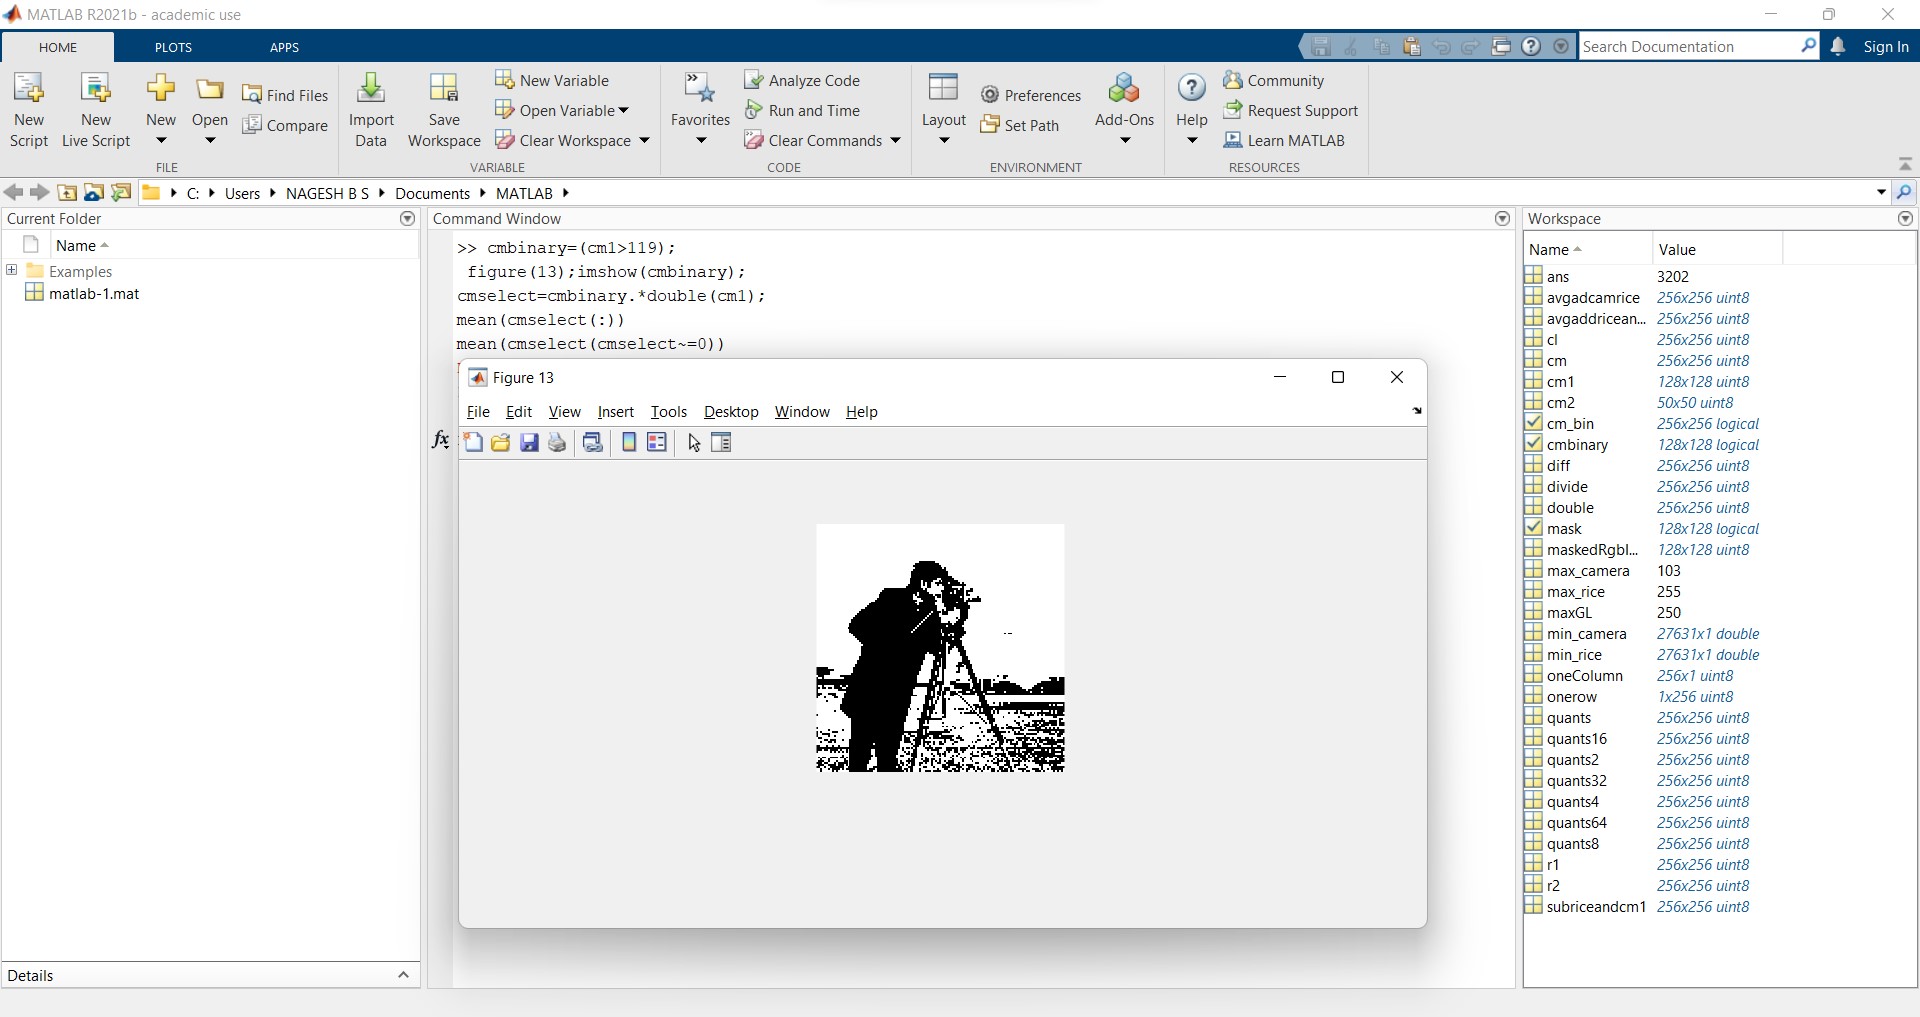 MATLAB R2021b - academic use
HOME
PLOTS
APPS
Search Documentation
Sign In
New Script
New Live Script
New
Open
Find Files
Compare
FILE
Import Data
Save Workspace
New Variable
Open Variable
Clear Workspace
VARIABLE
Favorites
Analyze Code
Run and Time
Clear Commands
CODE
Layout
Preferences
Set Path
Add-Ons
ENVIRONMENT
Help
Community
Request Support
Learn MATLAB
RESOURCES
C: Users NAGESH B S Documents MATLAB
Current Folder
Name
Examples
matlab-1.mat
Details
Command Window
>> cmbinary=(cm1>119);
figure(13);imshow(cmbinary);
cmselect=cmbinary.*double(cm1);
mean(cmselect(:))
mean(cmselect(cmselect~=0))
fx
Figure 13
File Edit View Insert Tools Desktop Window Help
Workspace
Name Value
ans 3202
avgadcamrice 256x256 uint8
avgaddricean... 256x256 uint8
cl 256x256 uint8
cm 256x256 uint8
cm1 128x128 uint8
cm2 50x50 uint8
cm_bin 256x256 logical
cmbinary 128x128 logical
diff 256x256 uint8
divide 256x256 uint8
double 256x256 uint8
mask 128x128 logical
maskedRgbI... 128x128 uint8
max_camera 103
max_rice 255
maxGL 250
min_camera 27631x1 double
min_rice 27631x1 double
oneColumn 256x1 uint8
onerow 1x256 uint8
quants 256x256 uint8
quants16 256x256 uint8
quants2 256x256 uint8
quants32 256x256 uint8
quants4 256x256 uint8
quants64 256x256 uint8
quants8 256x256 uint8
r1 256x256 uint8
r2 256x256 uint8
subriceandcm1 256x256 uint8